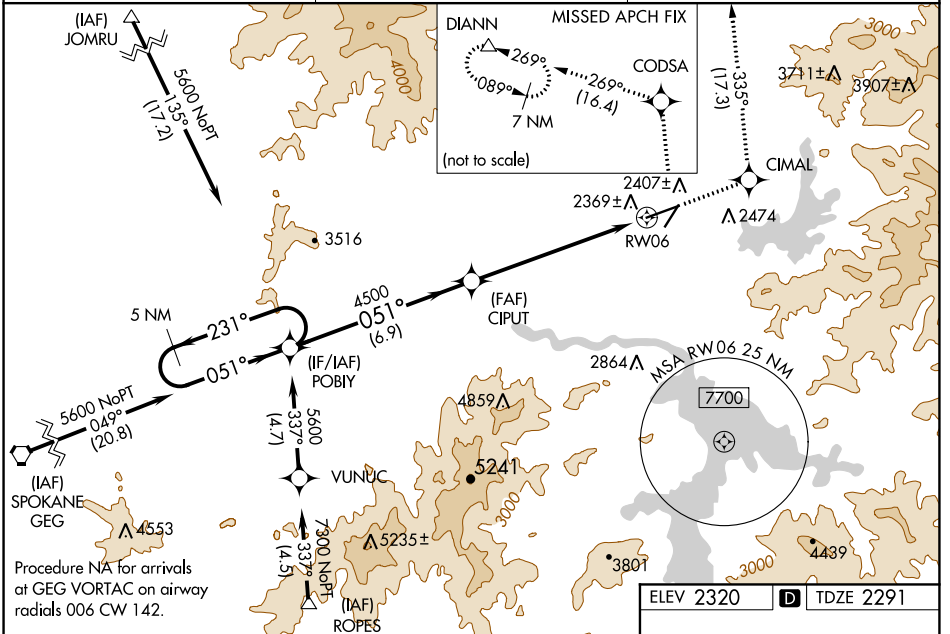 (IAF)
JOMRU
5600 NoPT
135°
(17.2)
4000
DIANN
MISSED APCH FIX
269°
089°
7 NM
269°
(16.4)
CODSA
(not to scale)
335°
(17.3)
3000
3711±
3907±
CIMAL
2407±
2369±
2474
RW06
3516
5 NM
231°
051°
4500
051°
(6.9)
(FAF)
CIPUT
(IF/IAF)
POBIY
5600 NoPT
049°
(20.8)
(IAF)
SPOKANE
GEG
5600
337°
(4.7)
VUNUC
7300 NoPT
337°
(4.5)
(IAF)
ROPES
4553
4859
5241
5235±
3000
2864
MSA RW06 25 NM
7700
3801
4439
3000
Procedure NA for arrivals
at GEG VORTAC on airway
radials 006 CW 142.
ELEV 2320 D TDZE 2291